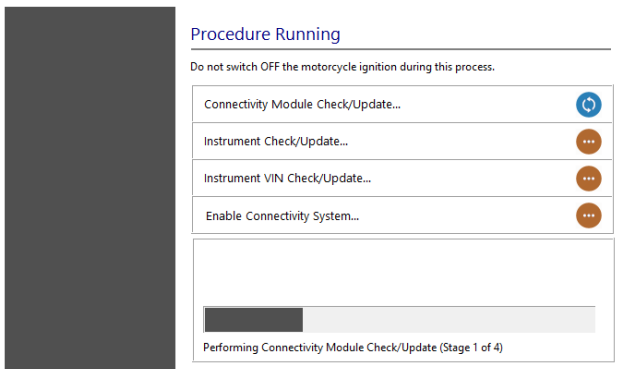 Procedure Running
Do not switch OFF the motorcycle ignition during this process.
Connectivity Module Check/Update...
Instrument Check/Update...
Instrument VIN Check/Update...
Enable Connectivity System...
Performing Connectivity Module Check/Update (Stage 1 of 4)